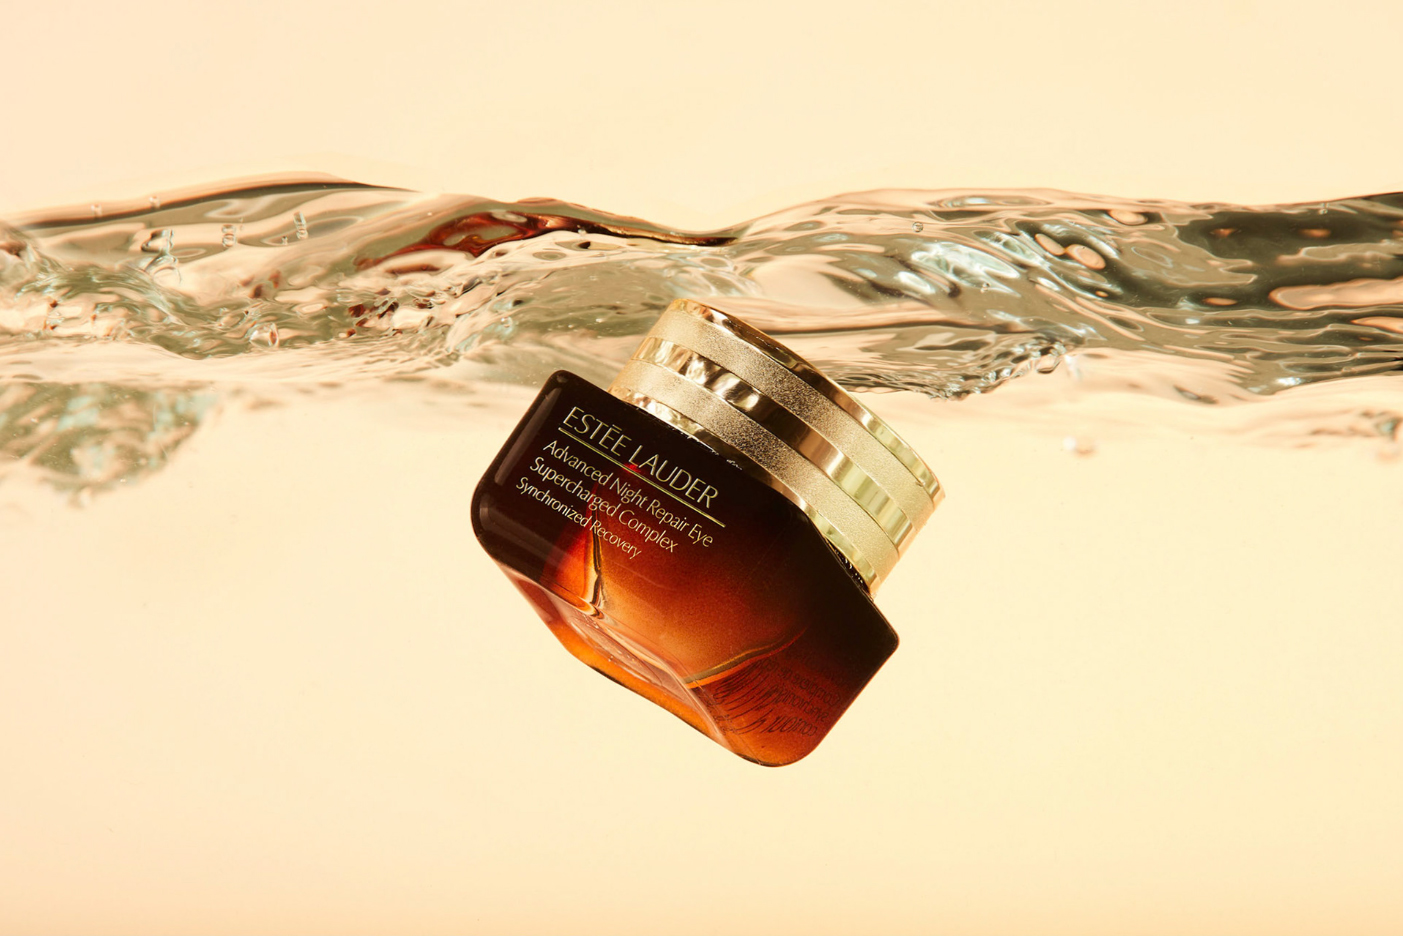 ESTĒE LAUDER
Advanced Night Repair Eye
Supercharged Complex
Synchronized Recovery